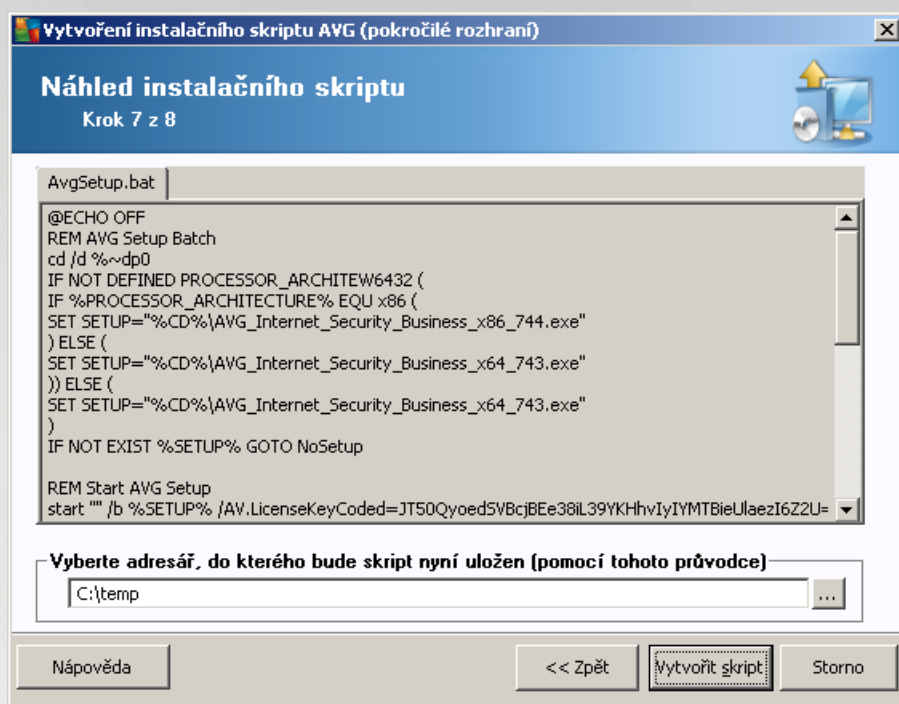 Vytvoření instalačního skriptu AVG (pokročilé rozhraní)
Náhled instalačního skriptu
Krok 7 z 8
AvgSetup.bat
@ECHO OFF
REM AVG Setup Batch
cd /d %~dp0
IF NOT DEFINED PROCESSOR_ARCHITEW6432 (
IF %PROCESSOR_ARCHITECTURE% EQU x86 (
SET SETUP="%CD%\AVG_Internet_Security_Business_x86_744.exe"
) ELSE (
SET SETUP="%CD%\AVG_Internet_Security_Business_x64_743.exe"
)) ELSE (
SET SETUP="%CD%\AVG_Internet_Security_Business_x64_743.exe"
)
IF NOT EXIST %SETUP% GOTO NoSetup
REM Start AVG Setup
start "" /b %SETUP% /AV.LicenseKeyCoded=JT50QyoedSVBcjBEe38iL39YKHhvIyIYMTBieUlaezI6Z2U=
Vyberte adresář, do kterého bude skript nyní uložen (pomocí tohoto průvodce)
C:\temp
...
Nápověda
<< Zpět
Vytvořit skript
Storno